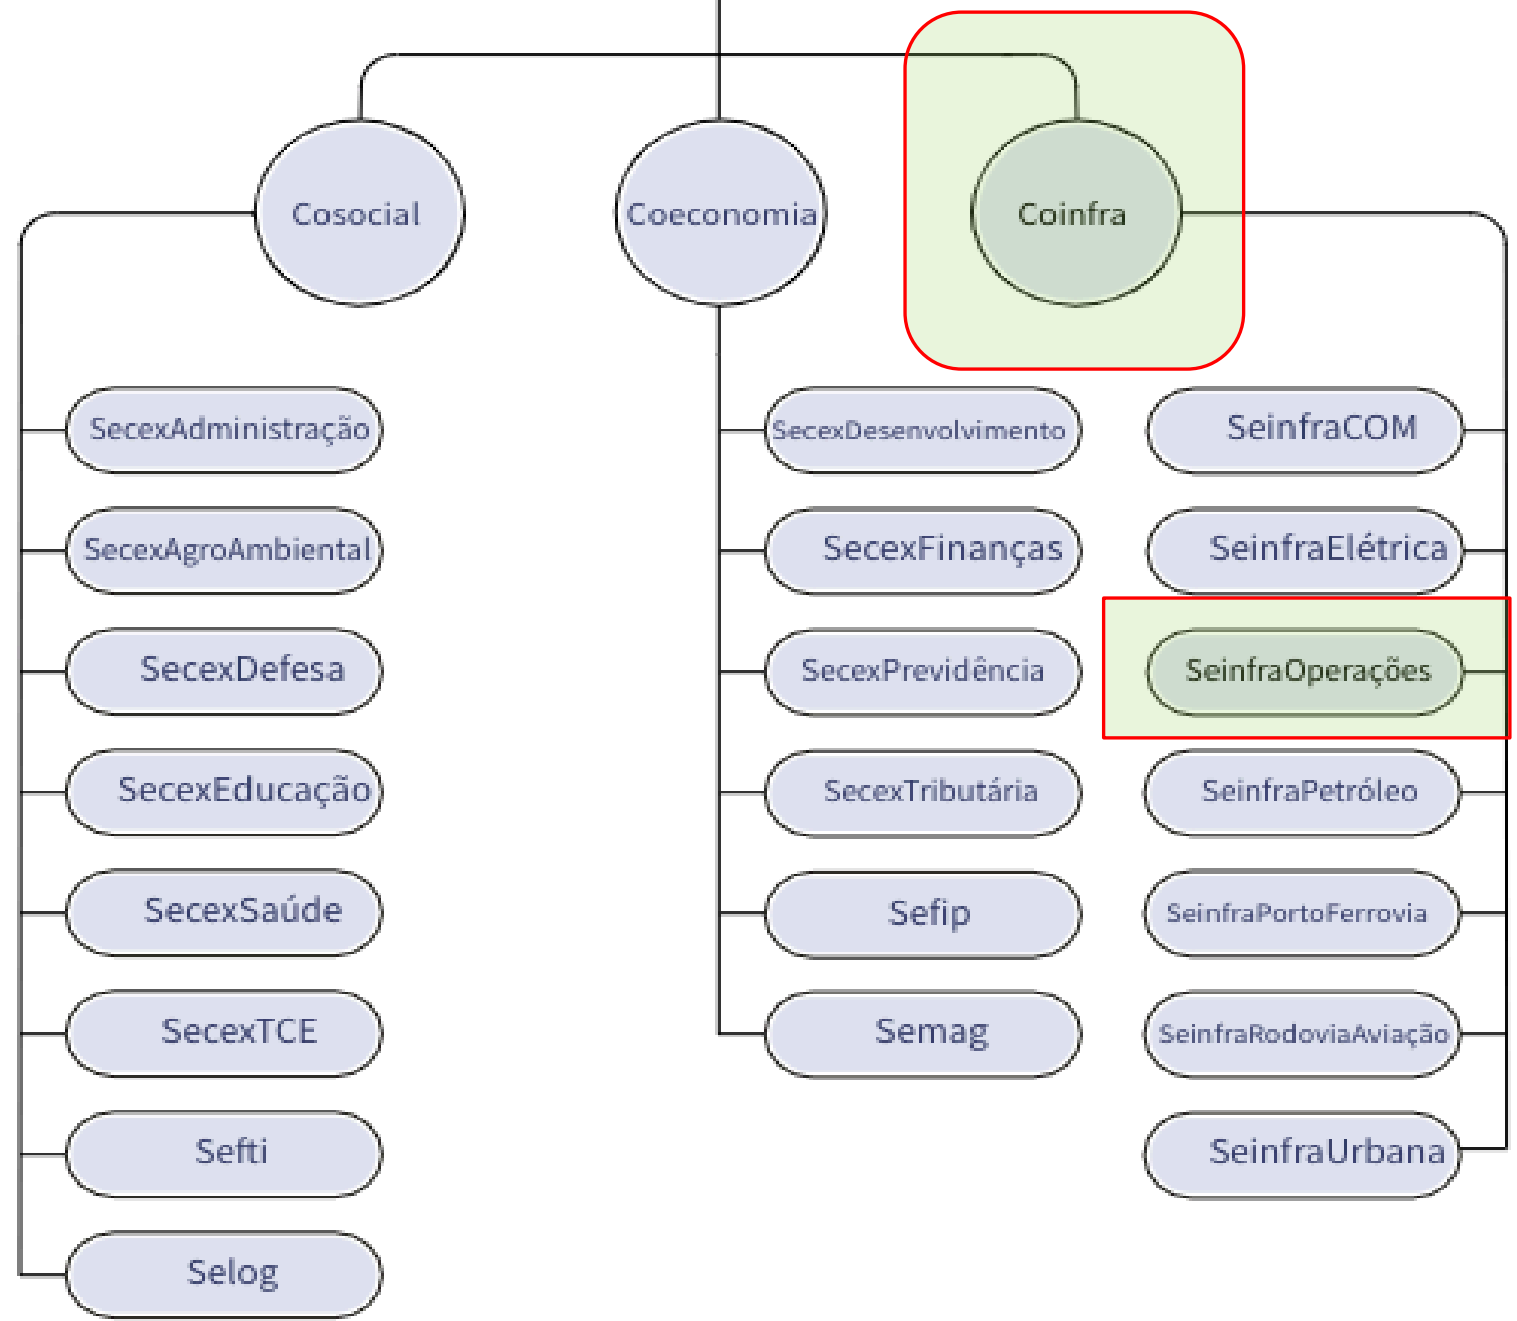 Cosocial
Coeconomia
Coinfra
SecexAdministração
SecexAgroAmbiental
SecexDefesa
SecexEducação
SecexSaúde
SecexTCE
Sefti
Selog
SecexDesenvolvimento
SecexFinanças
SecexPrevidência
SecexTributária
Sefip
Semag
SeinfraCOM
SeinfraElétrica
SeinfraOperações
SeinfraPetróleo
SeinfraPortoFerrovia
SeinfraRodoviaAviação
SeinfraUrbana